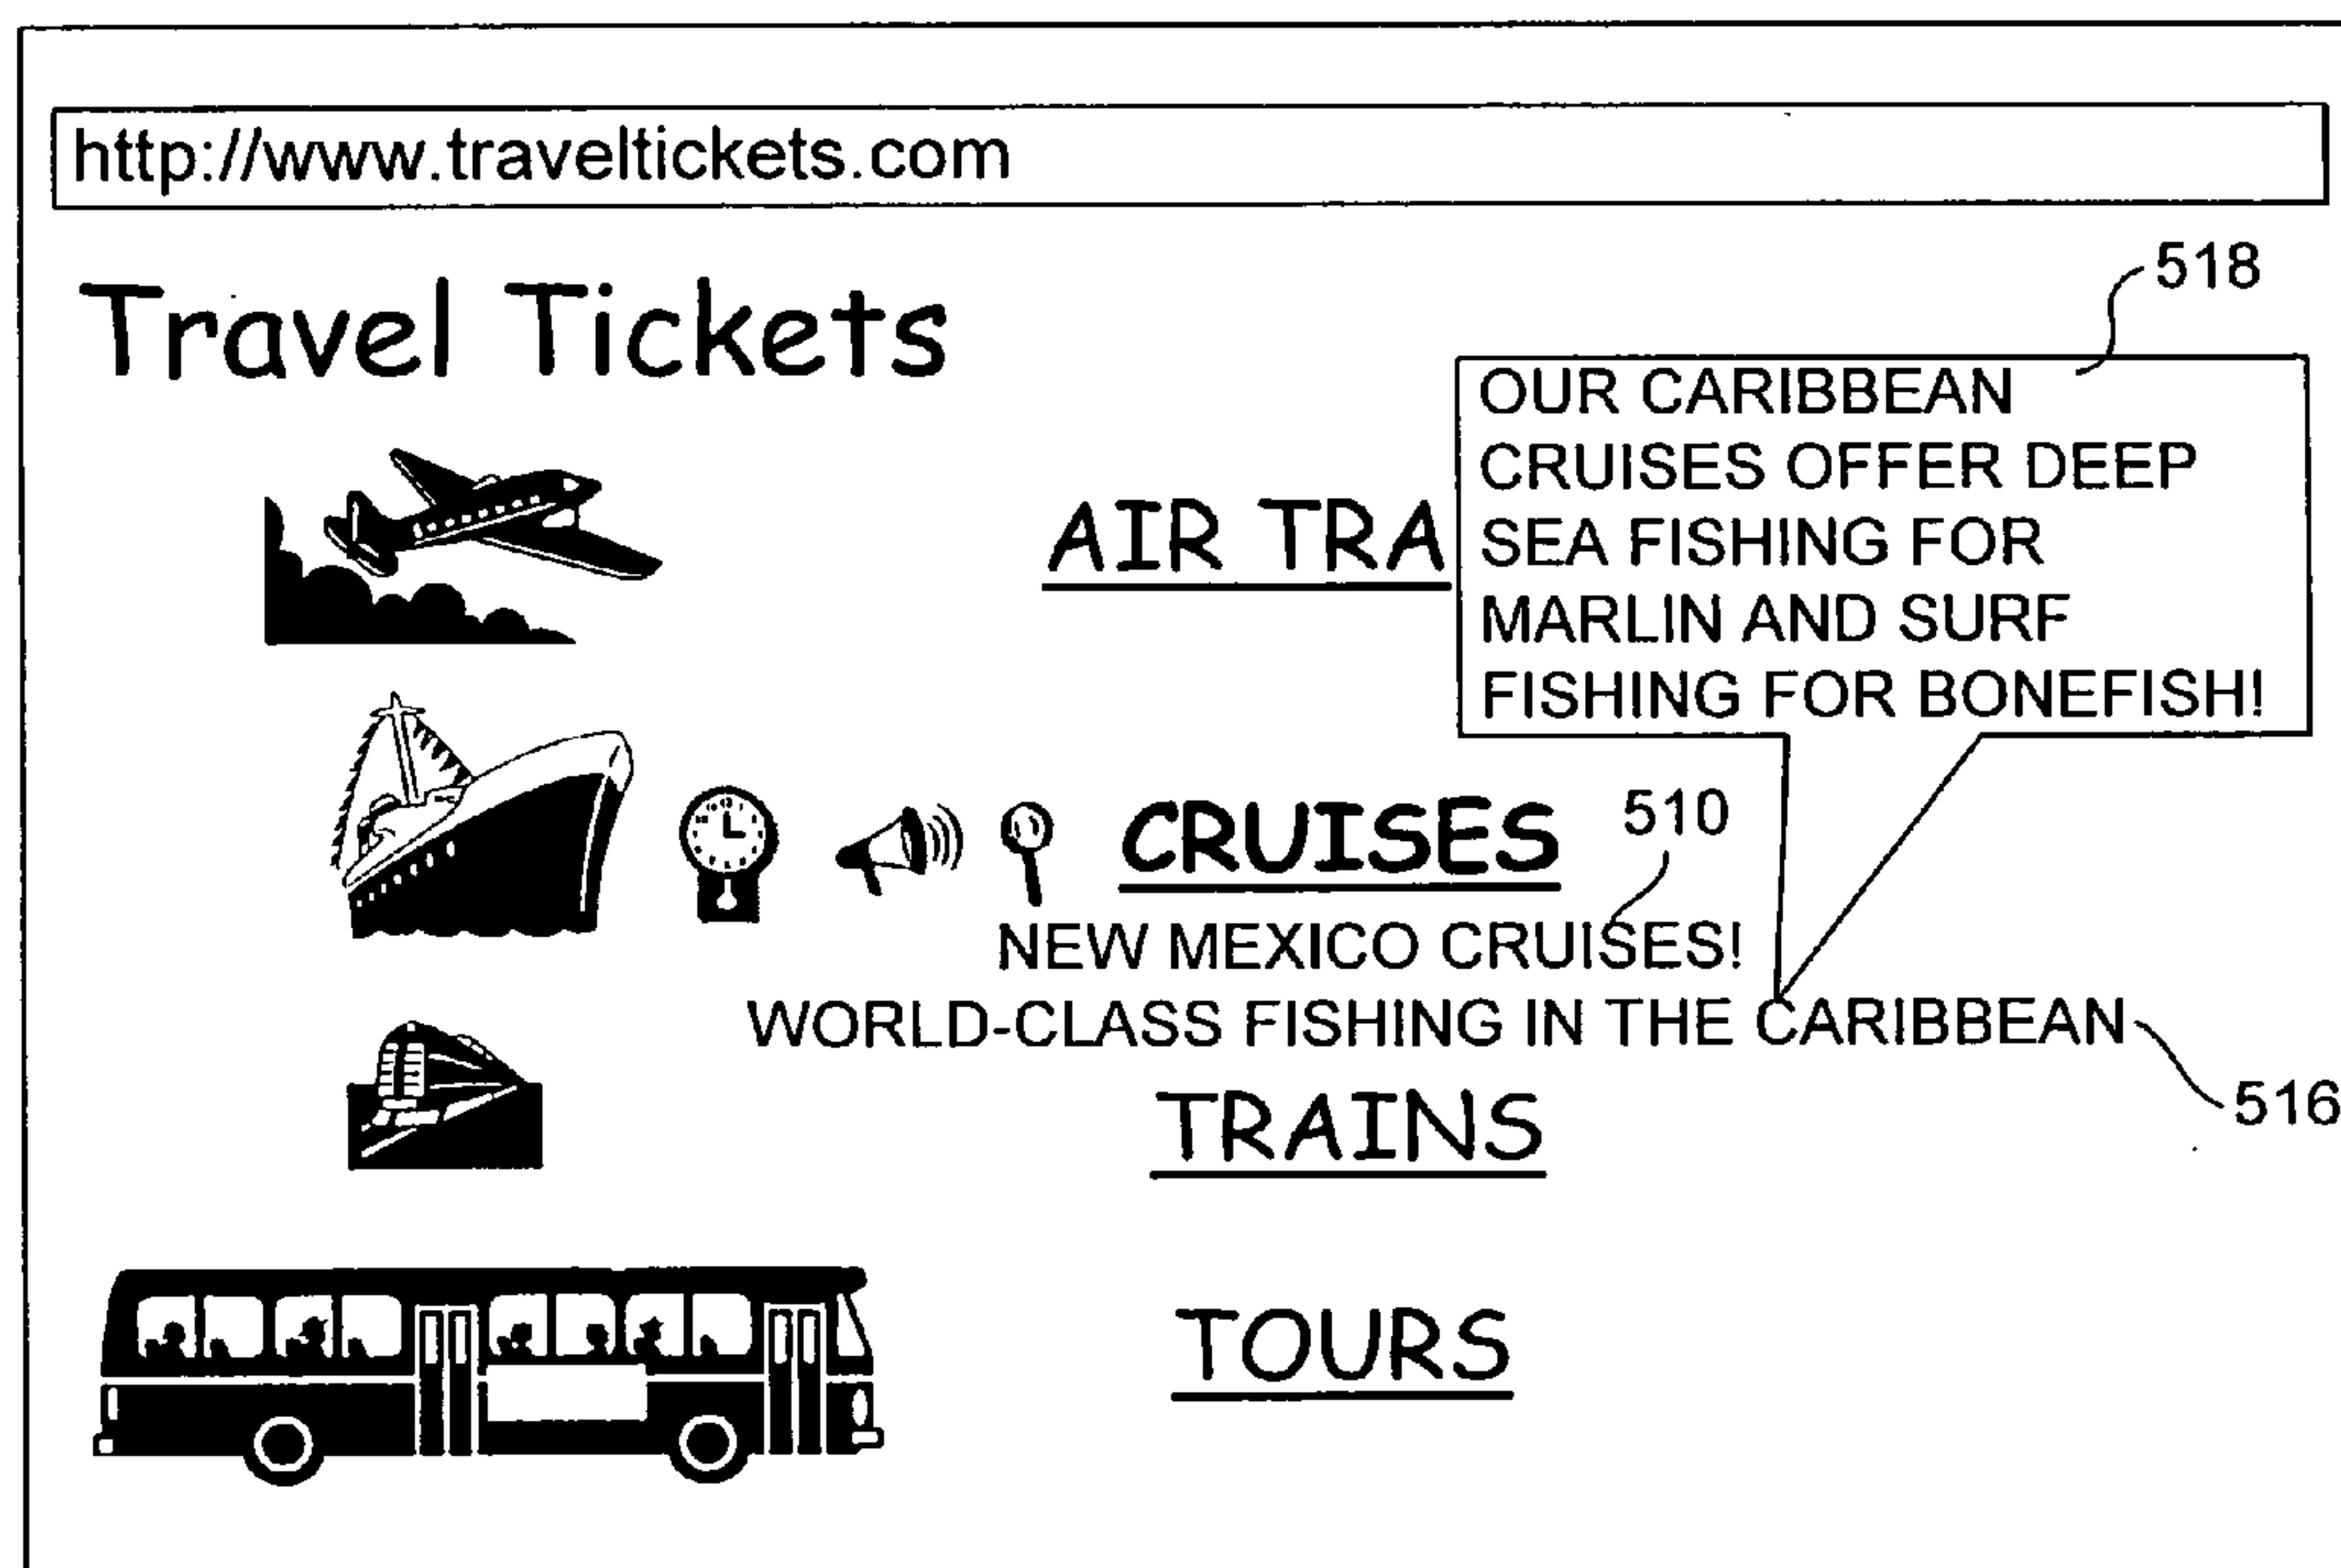 http://www.traveltickets.com
518
Travel Tickets
OUR CARIBBEAN
CRUISES OFFER DEEP
AIR TRA
SEA FISHING FOR
MARLIN AND SURF
FISHING FOR BONEFISH!
CRUISES
510
NEW MEXICO CRUISES!
WORLD-CLASS FISHING IN THE CARIBBEAN
516
TRAINS
TOURS